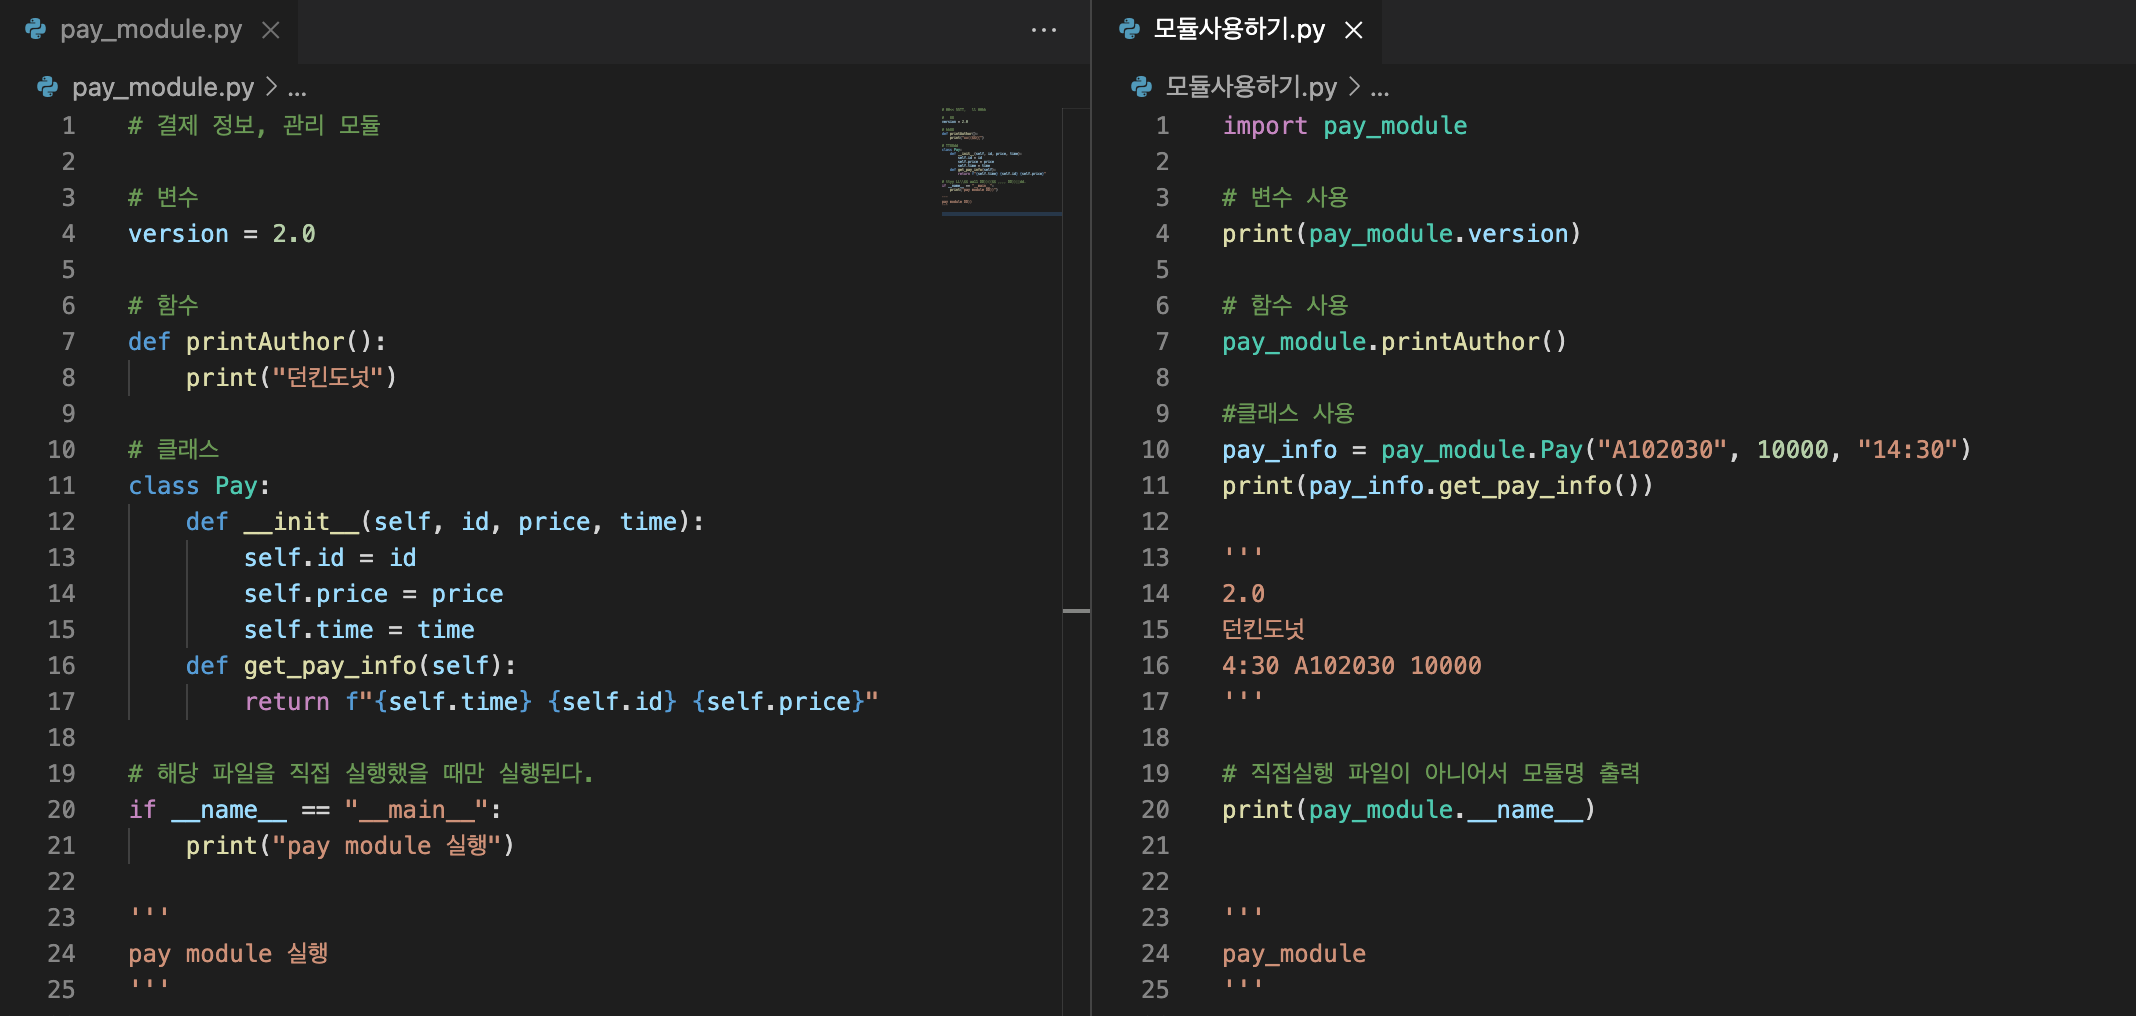 pay_module.py
pay_module.py > ...
1 # 결제 정보, 관리 모듈
2
3 # 변수
4 version = 2.0
5
6 # 함수
7 def printAuthor():
8     print("던킨도넛")
9
10 # 클래스
11 class Pay:
12     def __init__(self, id, price, time):
13         self.id = id
14         self.price = price
15         self.time = time
16     def get_pay_info(self):
17         return f"{self.time} {self.id} {self.price}"
18
19 # 해당 파일을 직접 실행했을 때만 실행된다.
20 if __name__ == "__main__":
21     print("pay module 실행")
22
23 '''
24 pay module 실행
25 '''
모듈사용하기.py
모듈사용하기.py > ...
1 import pay_module
2
3 # 변수 사용
4 print(pay_module.version)
5
6 # 함수 사용
7 pay_module.printAuthor()
8
9 #클래스 사용
10 pay_info = pay_module.Pay("A102030", 10000, "14:30")
11 print(pay_info.get_pay_info())
12
13 '''
14 2.0
15 던킨도넛
16 4:30 A102030 10000
17 '''
18
19 # 직접실행 파일이 아니어서 모듈명 출력
20 print(pay_module.__name__)
21
22
23 '''
24 pay_module
25 '''